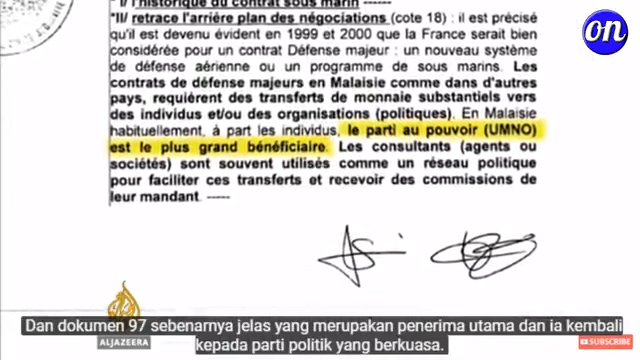 "I/ l'historique du contrat sous marin
"II/ retrace l'arrière plan des négociations (cote 18) : il est précisé
qu'il est devenu évident en 1999 et 2000 que la France serait bien
considérée pour un contrat Défense majeur : un nouveau système
de défense aérienne ou un programme de sous marins. Les
contrats de défense majeurs en Malaisie comme dans d'autres
pays, requièrent des transferts de monnaie substantiels vers
des individus et/ou des organisations (politiques). En Malaisie
habituellement, à part les individus, le parti au pouvoir (UMNO)
est le plus grand bénéficiaire. Les consultants (agents ou
sociétés) sont souvent utilisés comme un réseau politique
pour faciliter ces transferts et recevoir des commissions de
leur mandant. -----
on
Dan dokumen 97 sebenarnya jelas yang merupakan penerima utama dan ia kembali
kepada parti politik yang berkuasa.
ALJAZEERA
SUBSCRIBE